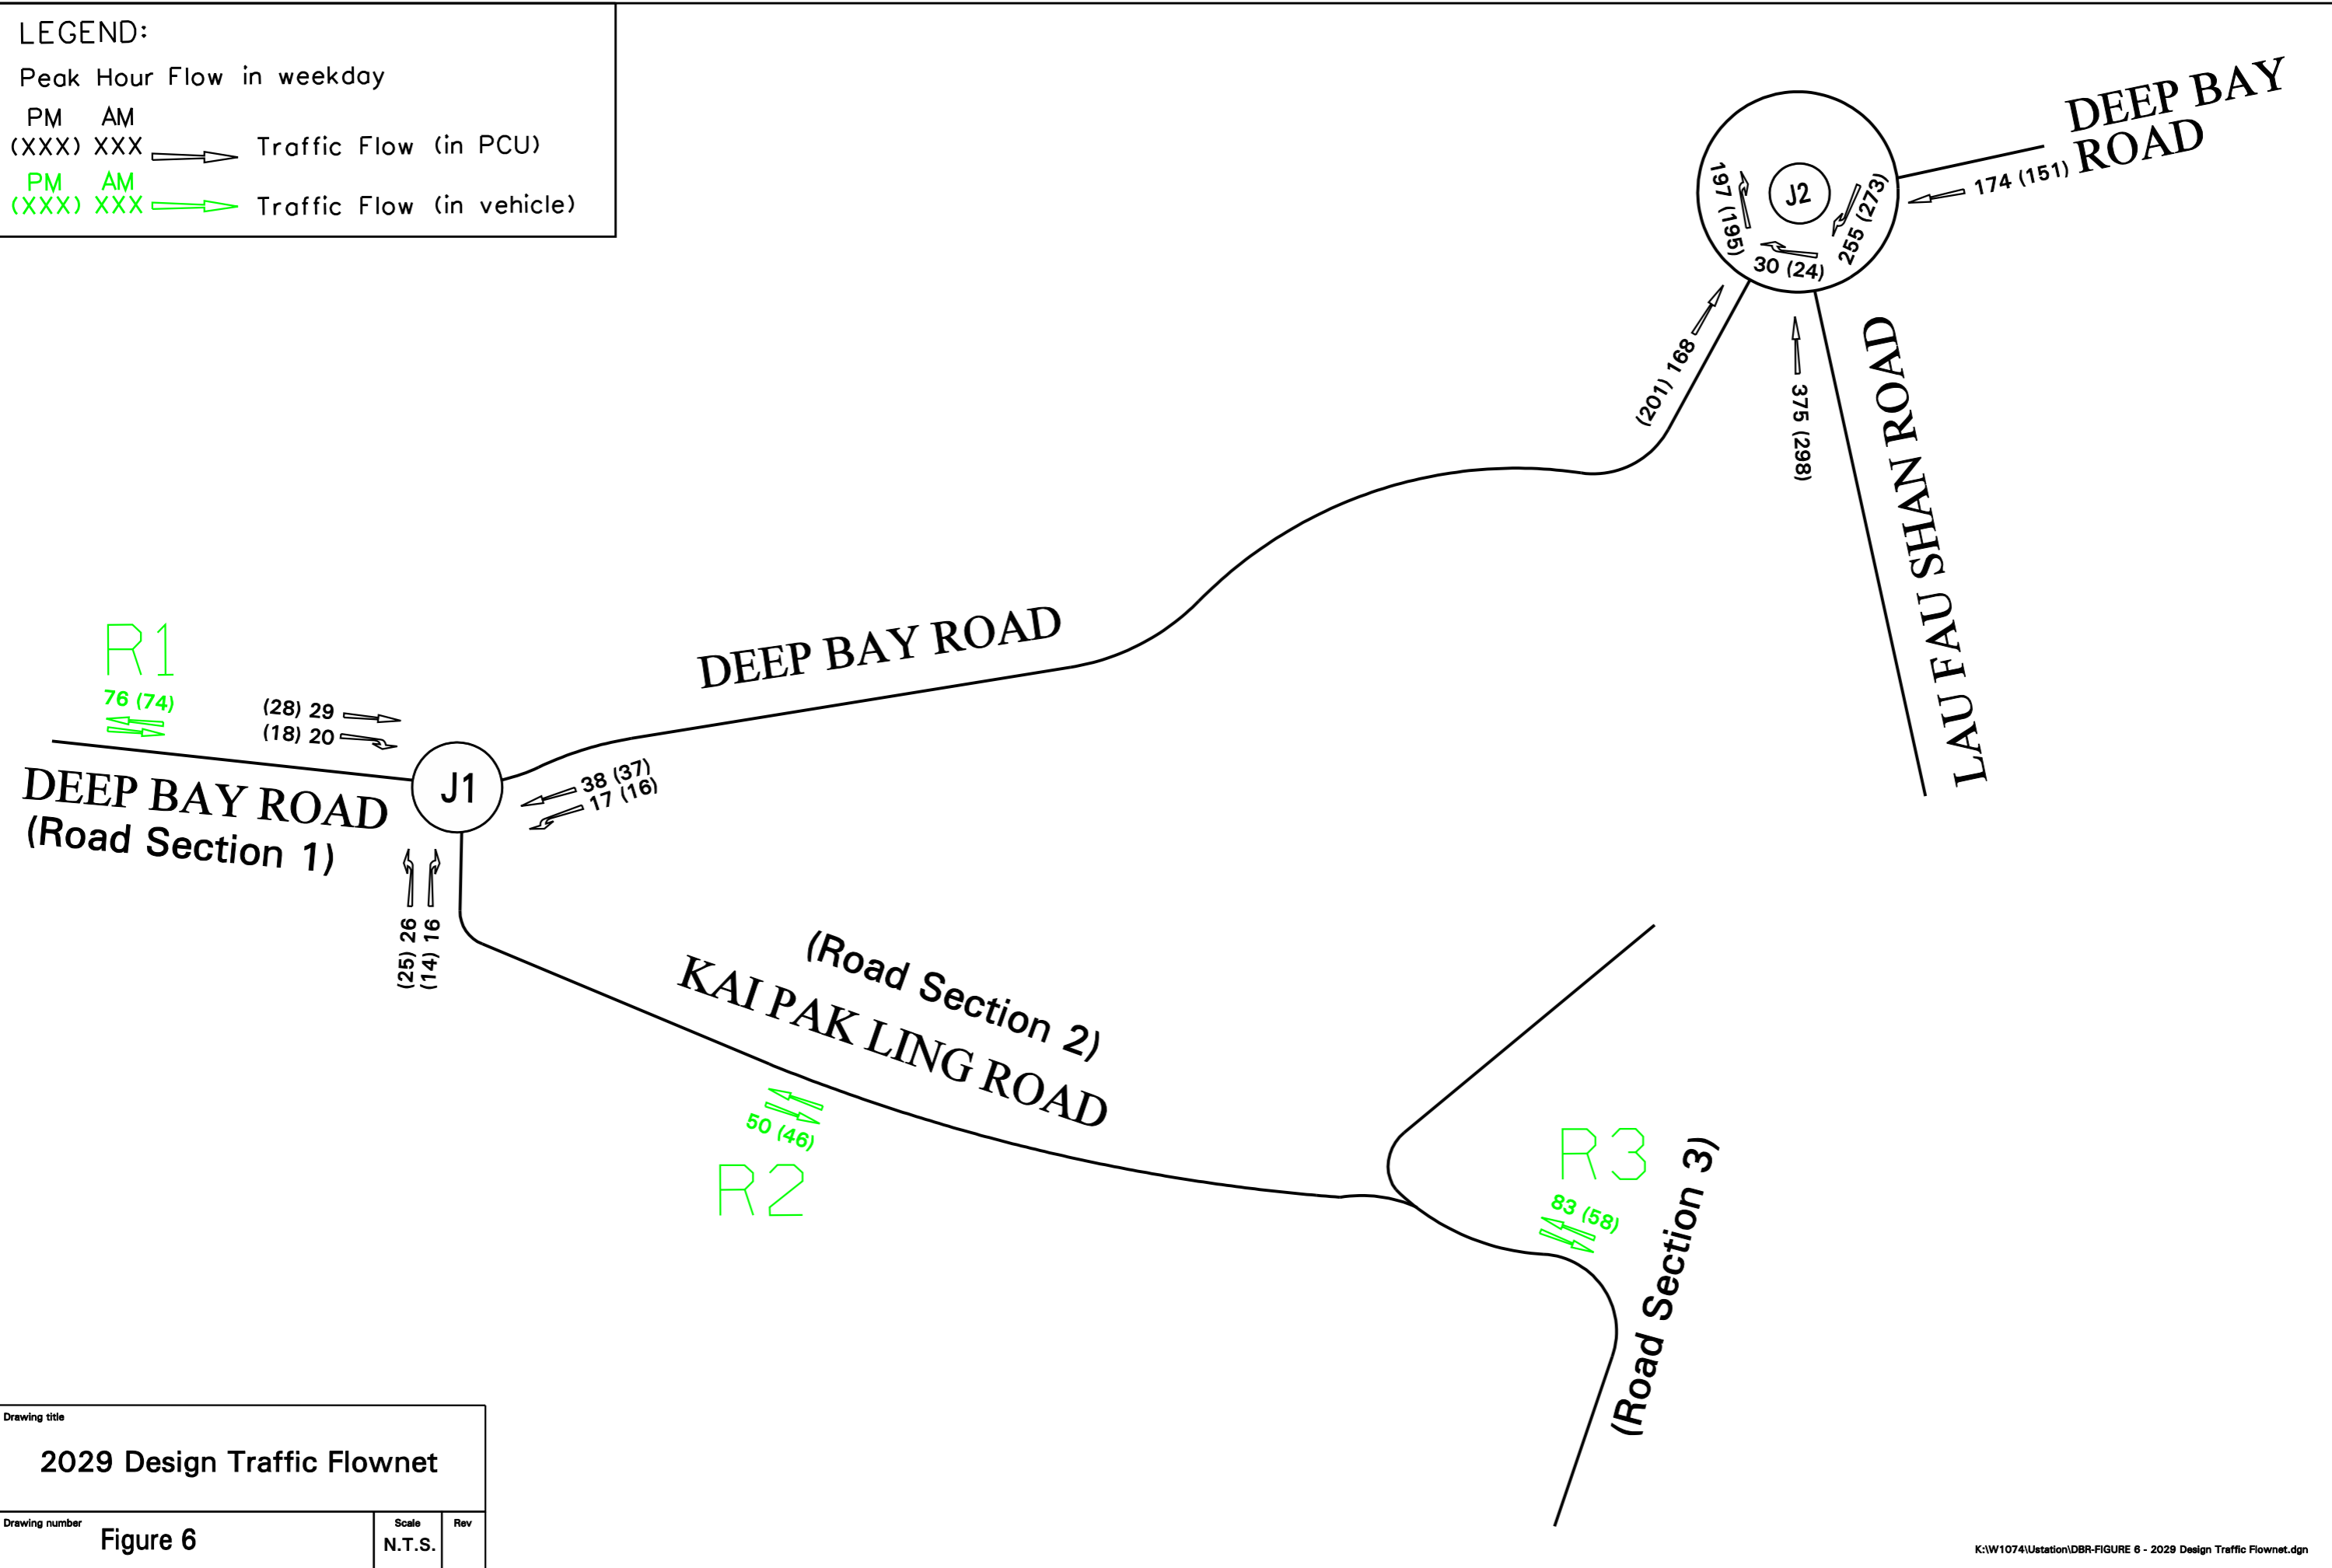 LEGEND:
Peak Hour Flow in weekday
PM AM
(XXX) XXX Traffic Flow (in PCU)
PM AM
(XXX) XXX Traffic Flow (in vehicle)
DEEP BAY
ROAD
174 (151)
J2
197 (195)
30 (24)
255 (273)
(201) 168
375 (298)
LAU FAU SHAN ROAD
R1
76 (74)
(28) 29
(18) 20
DEEP BAY ROAD
(Road Section 1)
J1
DEEP BAY ROAD
38 (37)
17 (16)
(25) 26
(14) 16
(Road Section 2)
KAI PAK LING ROAD
50 (46)
R2
R3
83 (58)
(Road Section 3)
Drawing title
2029 Design Traffic Flownet
Drawing number
Figure 6
Scale
N.T.S.
Rev
K:\W1074\Ustation\DBR-FIGURE 6 - 2029 Design Traffic Flownet.dgn